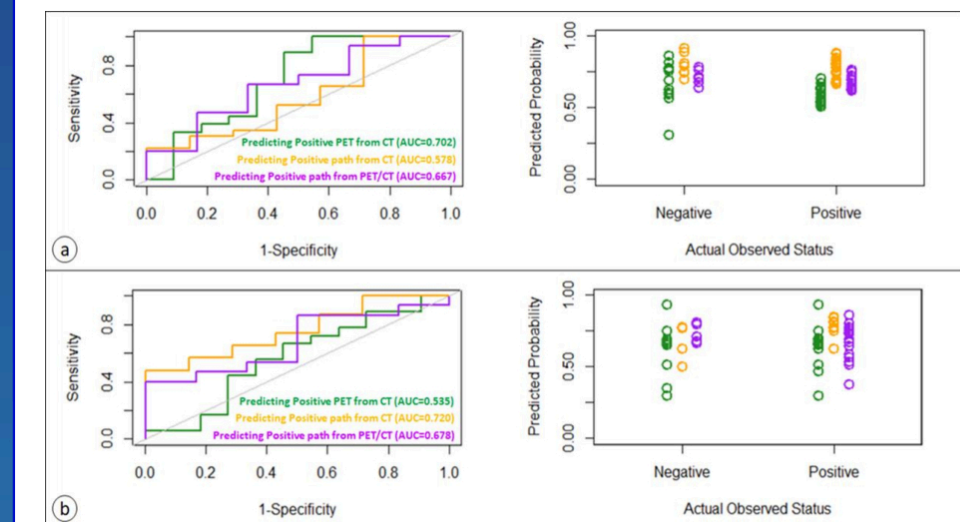 Sensitivity
0.8
0.4
0.0
Predicting Positive PET from CT (AUC=0.702)
Predicting Positive path from CT (AUC=0.578)
Predicting Positive path from PET/CT (AUC=0.667)
0.0 0.2 0.4 0.6 0.8 1.0
1-Specificity
a
Predicted Probability
1.00
0.50
0.00
Negative Positive
Actual Observed Status
Sensitivity
0.8
0.4
0.0
Predicting Positive PET from CT (AUC=0.535)
Predicting Positive path from CT (AUC=0.720)
Predicting Positive path from PET/CT (AUC=0.678)
0.0 0.2 0.4 0.6 0.8 1.0
1-Specificity
b
Predicted Probability
1.00
0.50
0.00
Negative Positive
Actual Observed Status